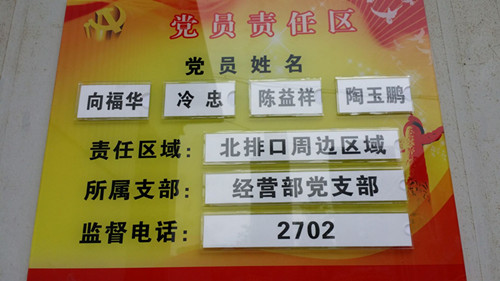 党员责任区
党员姓名
向福华 冷忠 陈益祥 陶玉鹏
责任区域：北排口周边区域
所属支部：经营部党支部
监督电话：2702